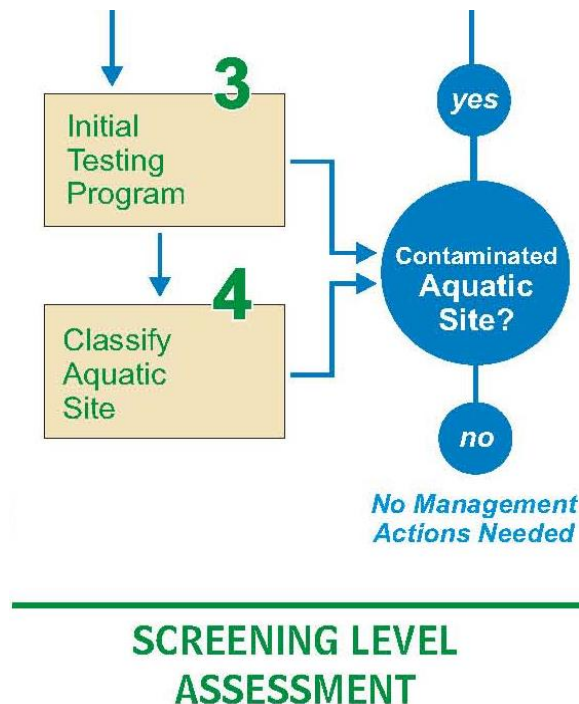 3
Initial
Testing
Program
4
Classify
Aquatic
Site
yes
Contaminated
Aquatic
Site?
no
No Management
Actions Needed
SCREENING LEVEL
ASSESSMENT